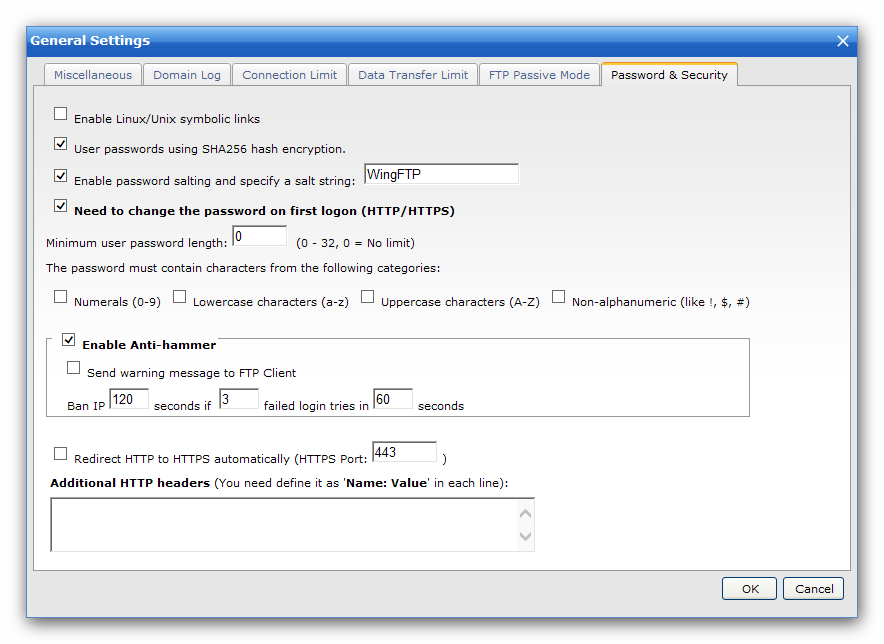 General Settings
Miscellaneous Domain Log Connection Limit Data Transfer Limit FTP Passive Mode Password & Security
Enable Linux/Unix symbolic links
User passwords using SHA256 hash encryption.
Enable password salting and specify a salt string: WingFTP
Need to change the password on first logon (HTTP/HTTPS)
Minimum user password length: 0 (0 - 32, 0 = No limit)
The password must contain characters from the following categories:
Numerals (0-9) Lowercase characters (a-z) Uppercase characters (A-Z) Non-alphanumeric (like !, $, #)
Enable Anti-hammer
Send warning message to FTP Client
Ban IP 120 seconds if 3 failed login tries in 60 seconds
Redirect HTTP to HTTPS automatically (HTTPS Port: 443 )
Additional HTTP headers (You need define it as 'Name: Value' in each line):
OK Cancel